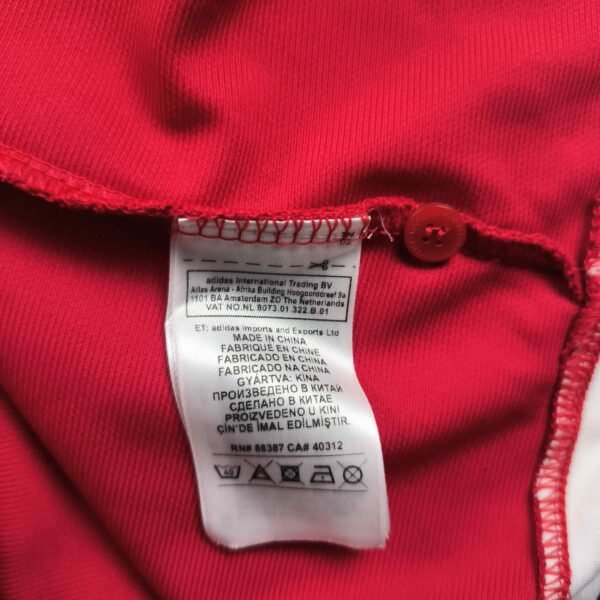 adidas International Trading BV
Atlas Arena - Afrika Building Hoogoorddreef 9a
1101 BA Amsterdam ZO The Netherlands
VAT NO.NL 8073.01.322.B.01
ET: adidas Imports and Exports Ltd
MADE IN CHINA
FABRIQUÉ EN CHINE
FABRICADO EN CHINA
FABRICADO NA CHINA
GYÁRTVA: KINA
ПРОИЗВЕДЕНО В КИТАЙ
СДЕЛАНО В КИТАЕ
PROIZVEDENO U KINI
ÇİN'DE İMAL EDİLMİŞTİR.
RN# 88387 CA# 40312
40